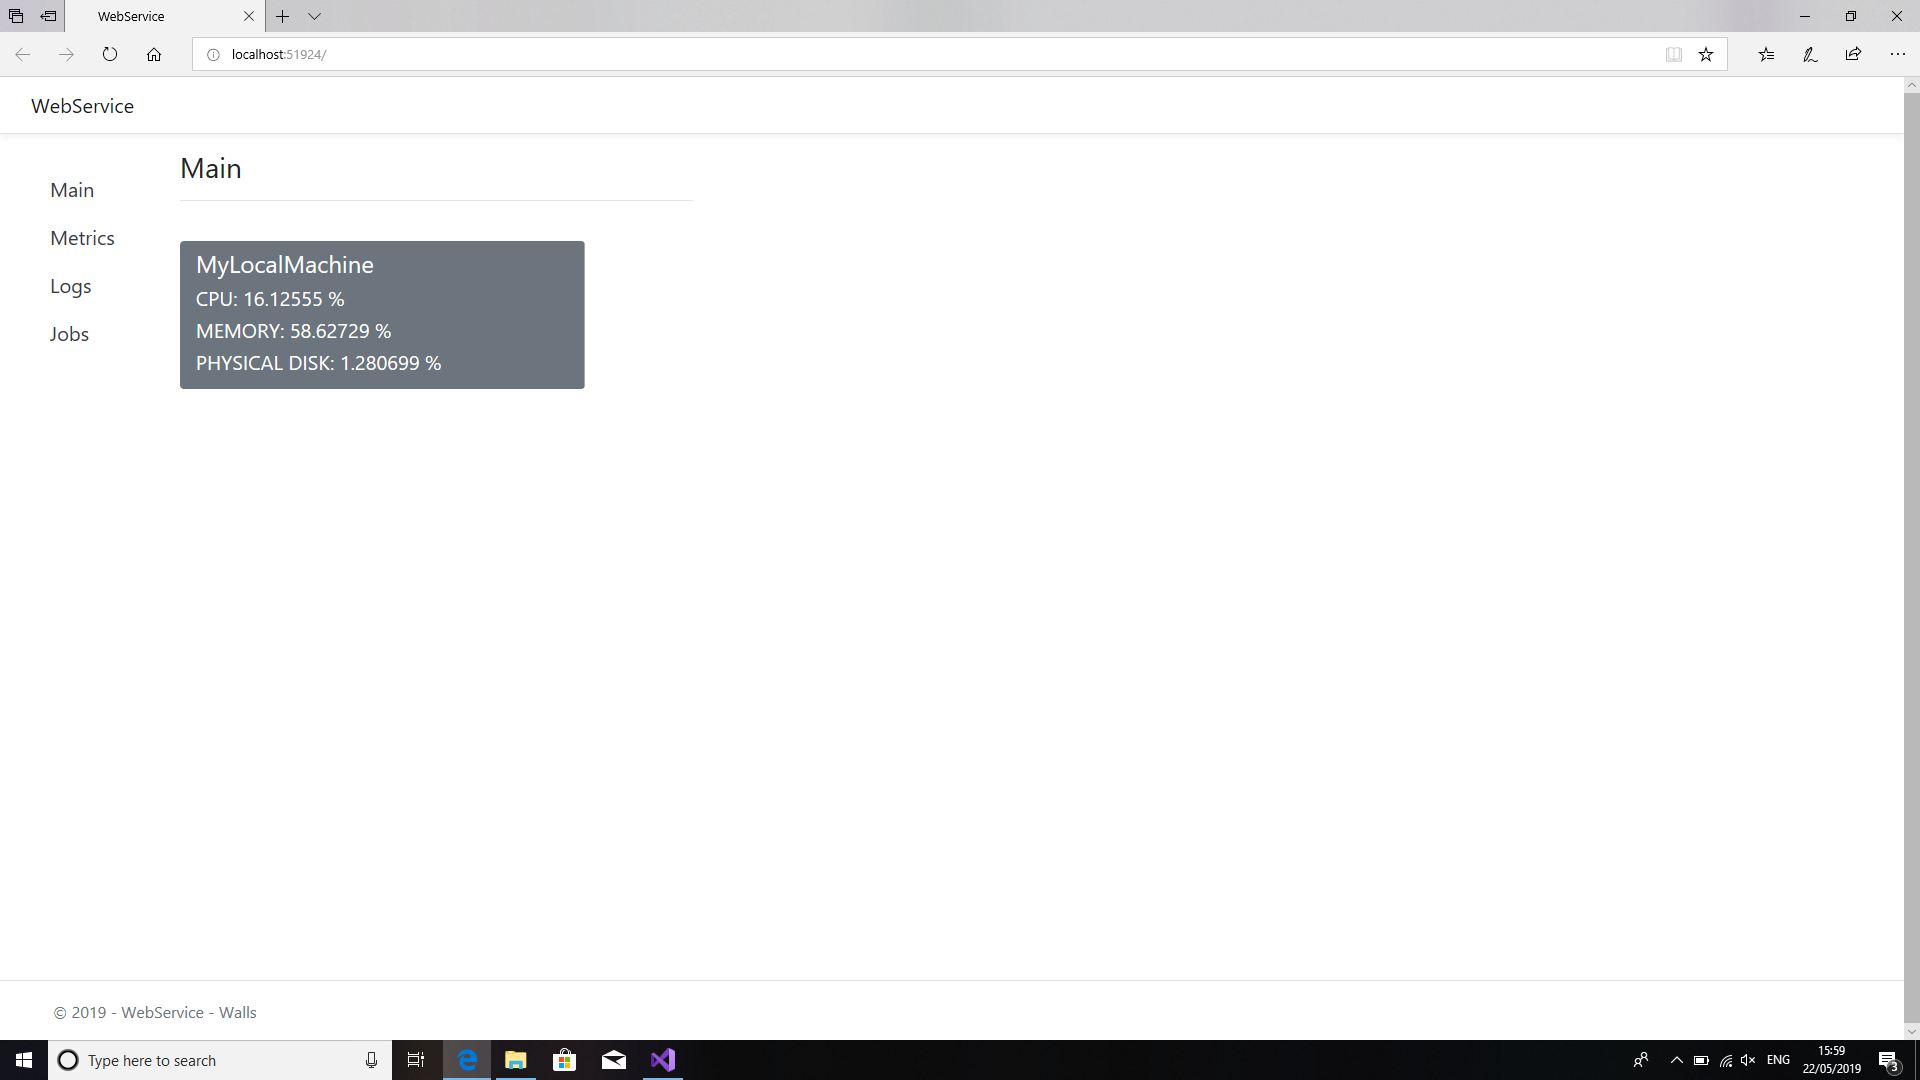 WebService
localhost:51924/
WebService
Main
Main
Metrics
Logs
Jobs
MyLocalMachine
CPU: 16.12555 %
MEMORY: 58.62729 %
PHYSICAL DISK: 1.280699 %
© 2019 - WebService - Walls
Type here to search
ENG
15:59
22/05/2019
3